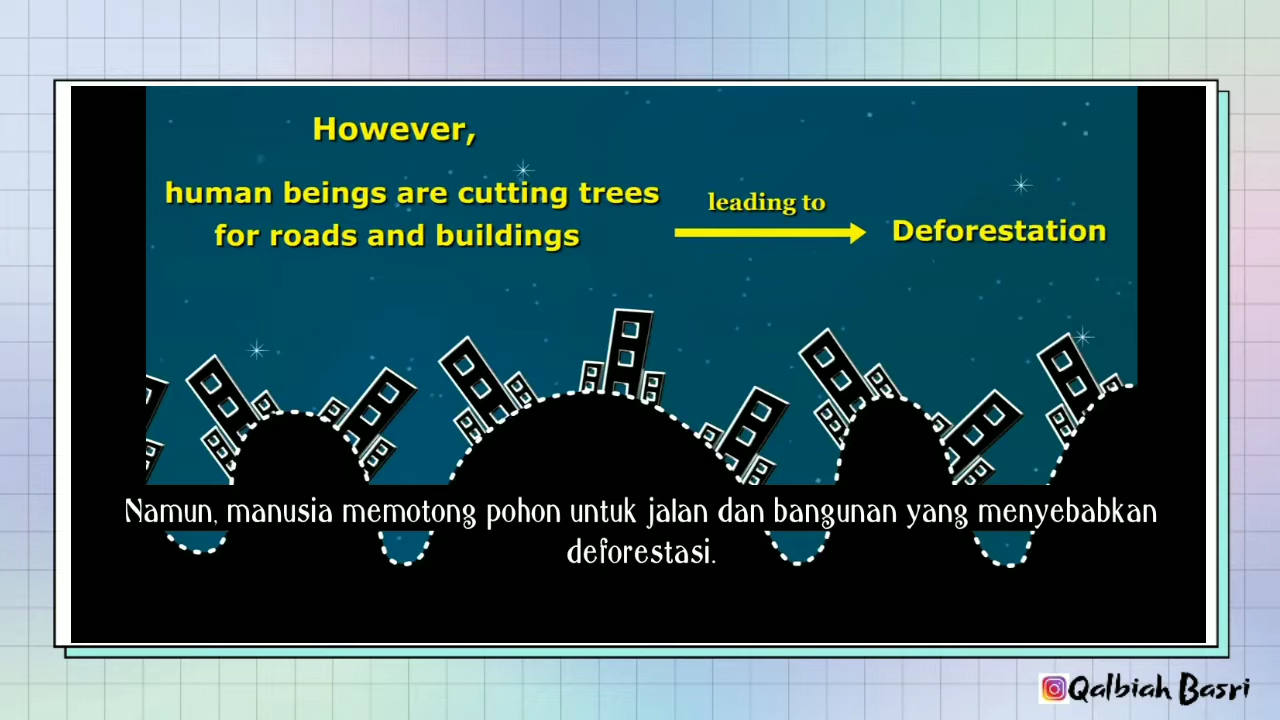 However,
human beings are cutting trees
for roads and buildings
leading to
Deforestation
Namun, manusia memotong pohon untuk jalan dan bangunan yang menyebabkan
deforestasi.
Qalbiah Basri